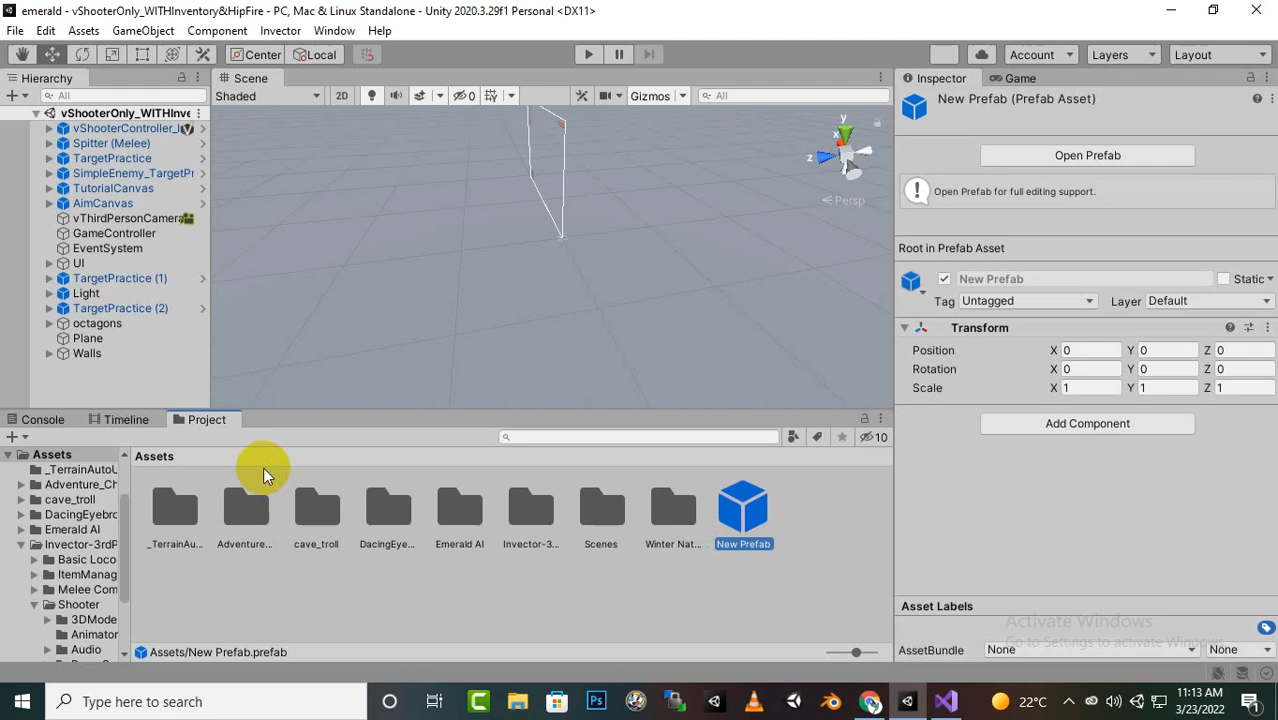 emerald - vShooterOnly_WITHInventory&HipFire - PC, Mac & Linux Standalone - Unity 2020.3.29f1 Personal <DX11>
File Edit Assets GameObject Component Invector Window Help
Center Local Account Layers Layout
Hierarchy Scene Inspector Game
All Shaded 2D 0 Gizmos All New Prefab (Prefab Asset)
vShooterOnly_WITHInve
vShooterController_I
Spitter (Melee)
TargetPractice
SimpleEnemy_TargetPr
TutorialCanvas
AimCanvas
vThirdPersonCamera
GameController
EventSystem
UI
TargetPractice (1)
Light
TargetPractice (2)
octagons
Plane
Walls
y
x
z
Persp
Open Prefab
Open Prefab for full editing support.
Root in Prefab Asset
New Prefab Static
Tag Untagged Layer Default
Transform
Position X 0 Y 0 Z 0
Rotation X 0 Y 0 Z 0
Scale X 1 Y 1 Z 1
Add Component
Console Timeline Project
10
Assets
_TerrainAutoU
Adventure_Ch
cave_troll
DacingEyebro
Emerald AI
Invector-3rdP
Basic Loco
ItemManag
Melee Com
Shooter
3DMode
Animator
Audio
Assets
_TerrainAu... Adventure... cave_troll DacingEye... Emerald AI Invector-3... Scenes Winter Nat... New Prefab
Assets/New Prefab.prefab
Asset Labels
Activate Windows
Go to Settings to activate Windows.
AssetBundle None None
Type here to search
22°C
11:13 AM
3/23/2022